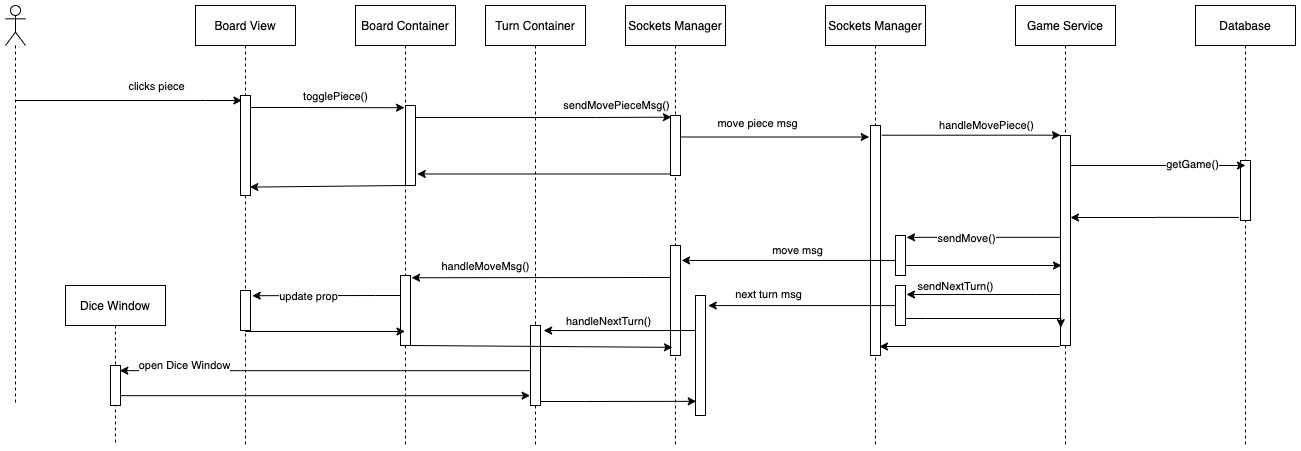 Board View
Board Container
Turn Container
Sockets Manager
Sockets Manager
Game Service
Database
clicks piece
togglePiece()
sendMovePieceMsg()
move piece msg
handleMovePiece()
getGame()
sendMove()
move msg
handleMoveMsg()
sendNextTurn()
next turn msg
update prop
Dice Window
handleNextTurn()
open Dice Window